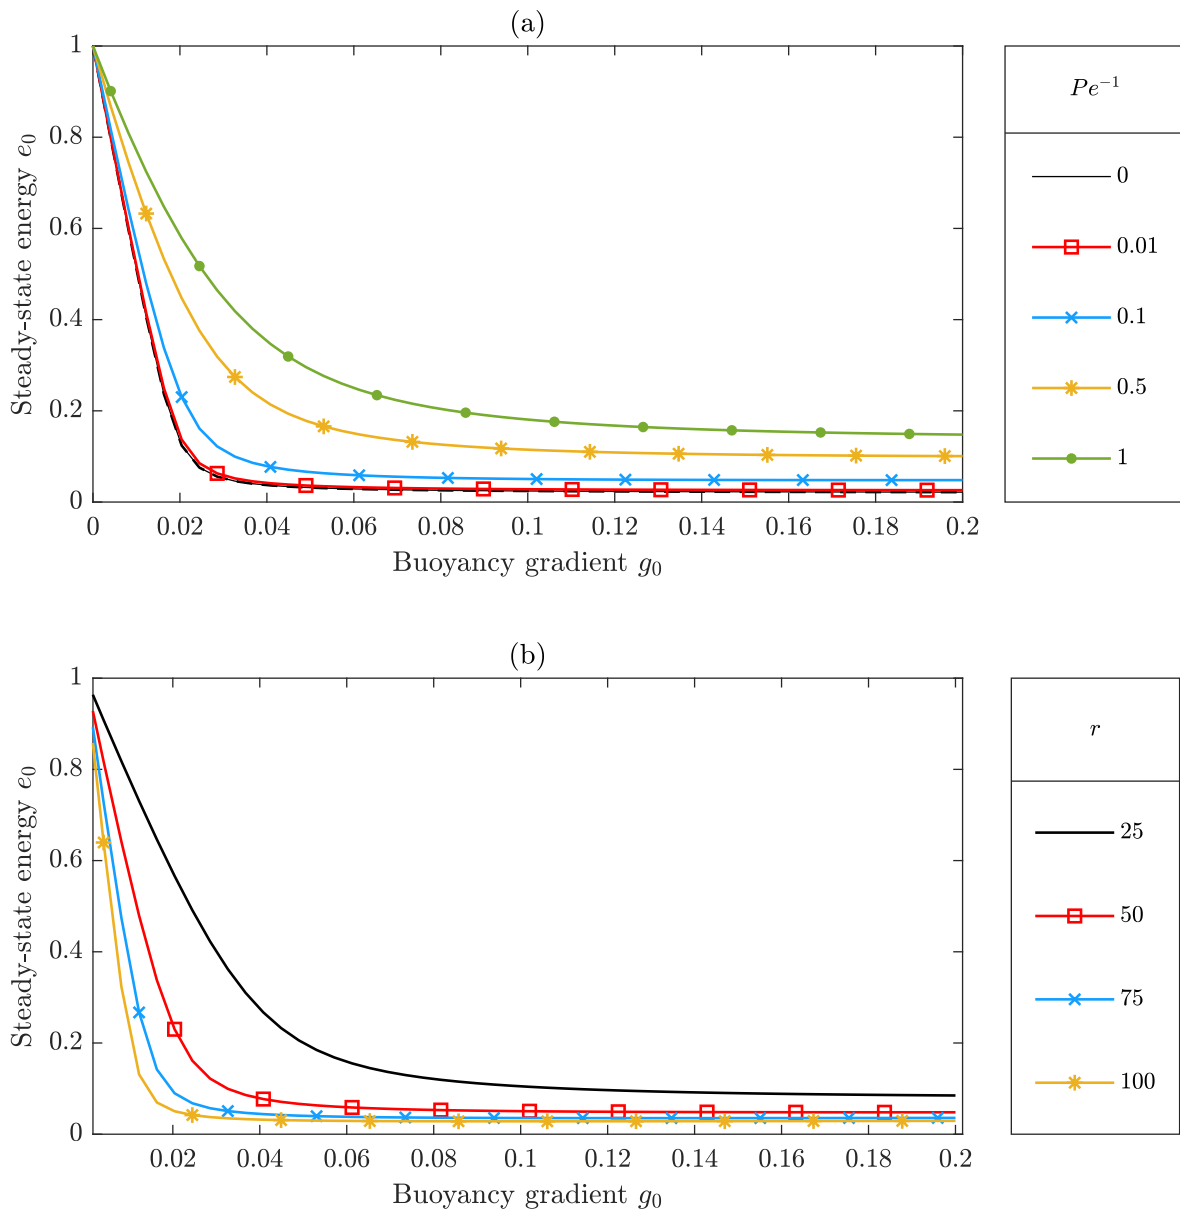 (a)
1
0.8
0.6
0.4
0.2
0
Steady-state energy e₀
0 0.02 0.04 0.06 0.08 0.1 0.12 0.14 0.16 0.18 0.2
Buoyancy gradient g₀
Pe⁻¹
0
0.01
0.1
0.5
1
(b)
1
0.8
0.6
0.4
0.2
0
Steady-state energy e₀
0.02 0.04 0.06 0.08 0.1 0.12 0.14 0.16 0.18 0.2
Buoyancy gradient g₀
r
25
50
75
100